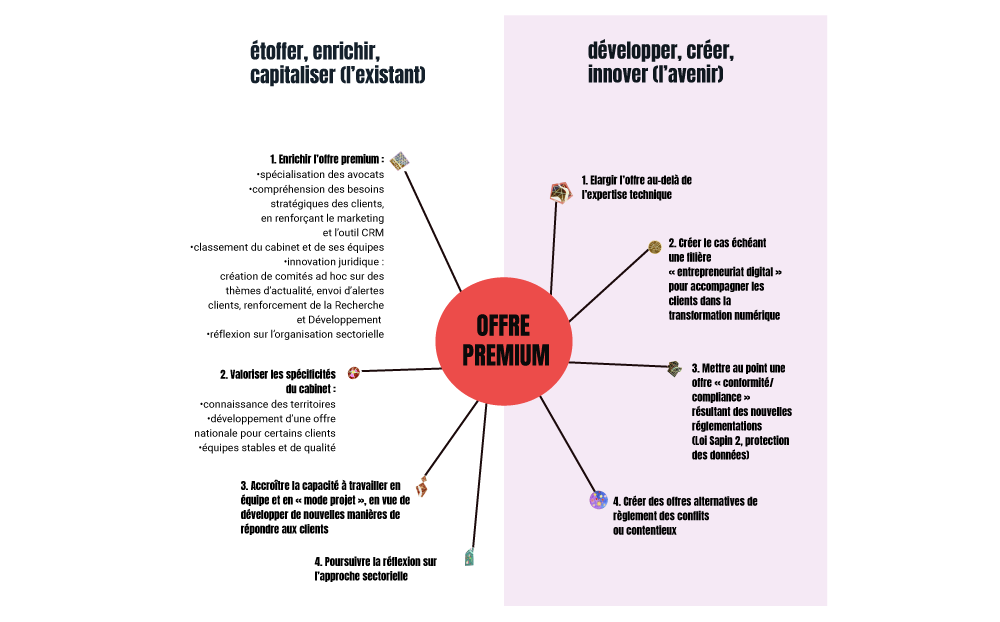 étoffer, enrichir,
capitaliser (l'existant)
1. Enrichir l'offre premium :
•spécialisation des avocats
•compréhension des besoins
stratégiques des clients,
en renforçant le marketing
et l'outil CRM
•classement du cabinet et de ses équipes
•innovation juridique :
création de comités ad hoc sur des
thèmes d'actualité, envoi d'alertes
clients, renforcement de la Recherche
et Développement
•réflexion sur l'organisation sectorielle
2. Valoriser les spécificités
du cabinet :
•connaissance des territoires
•développement d'une offre
nationale pour certains clients
•équipes stables et de qualité
3. Accroître la capacité à travailler en
équipe et en « mode projet », en vue de
développer de nouvelles manières de
répondre aux clients
4. Poursuivre la réflexion sur
l'approche sectorielle
OFFRE
PREMIUM
développer, créer,
innover (l'avenir)
1. Elargir l'offre au-delà de
l'expertise technique
2. Créer le cas échéant
une filière
« entrepreneuriat digital »
pour accompagner les
clients dans la
transformation numérique
3. Mettre au point une
offre « conformité/
compliance »
résultant des nouvelles
réglementations
(Loi Sapin 2, protection
des données)
4. Créer des offres alternatives de
règlement des conflits
ou contentieux